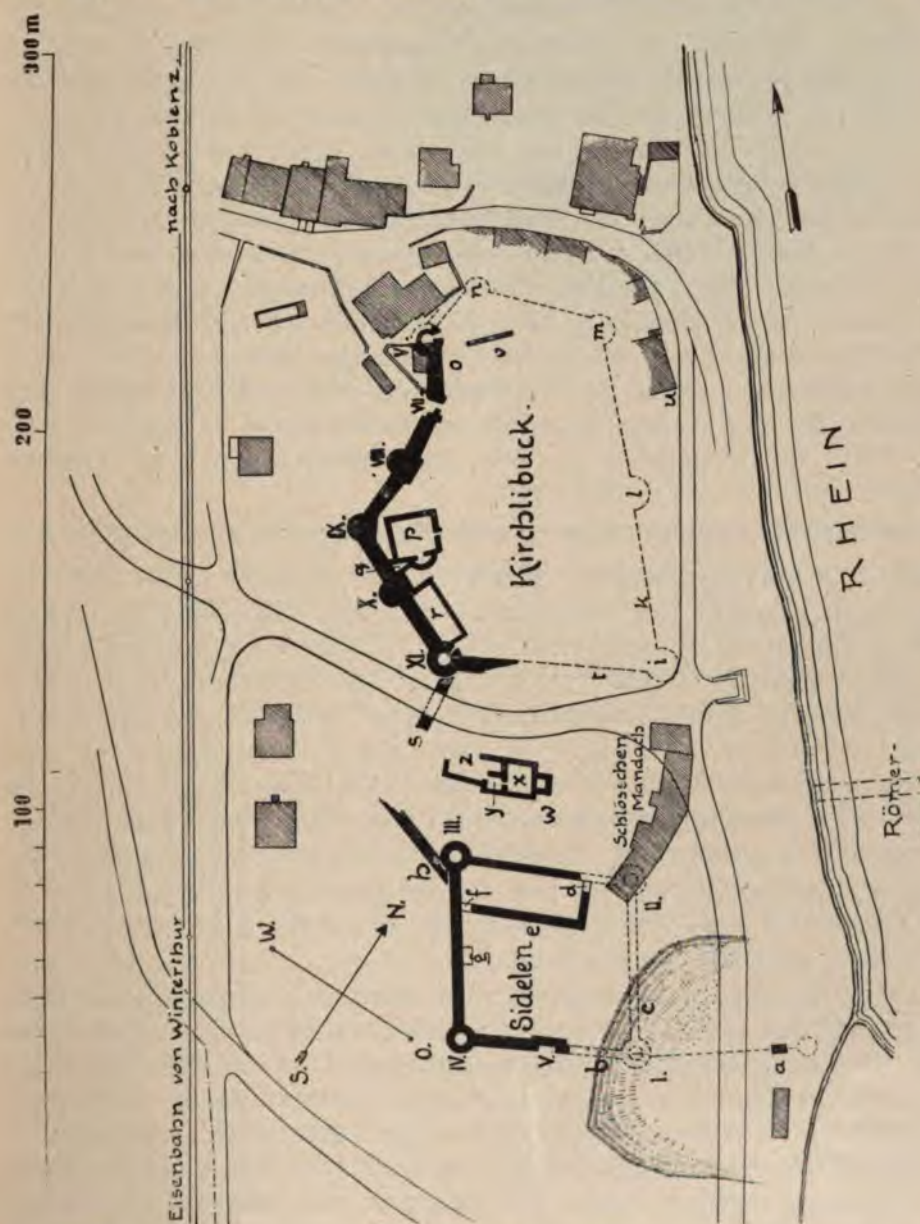 300 m
200
100
nach Koblenz
Eisenbahn von Winterthur
VII.
VIII.
IX.
X.
XI.
q
p
r
s
t
o
v
n
m
l
k
i
u
Kirchlibuck.
RHEIN
Römer-
Schlösschen
Mandach
z
x
y
w
III.
h
f
d
e
g
Sidelen
IV.
V.
b
c
I.
II.
a
W.
N.
S.
O.